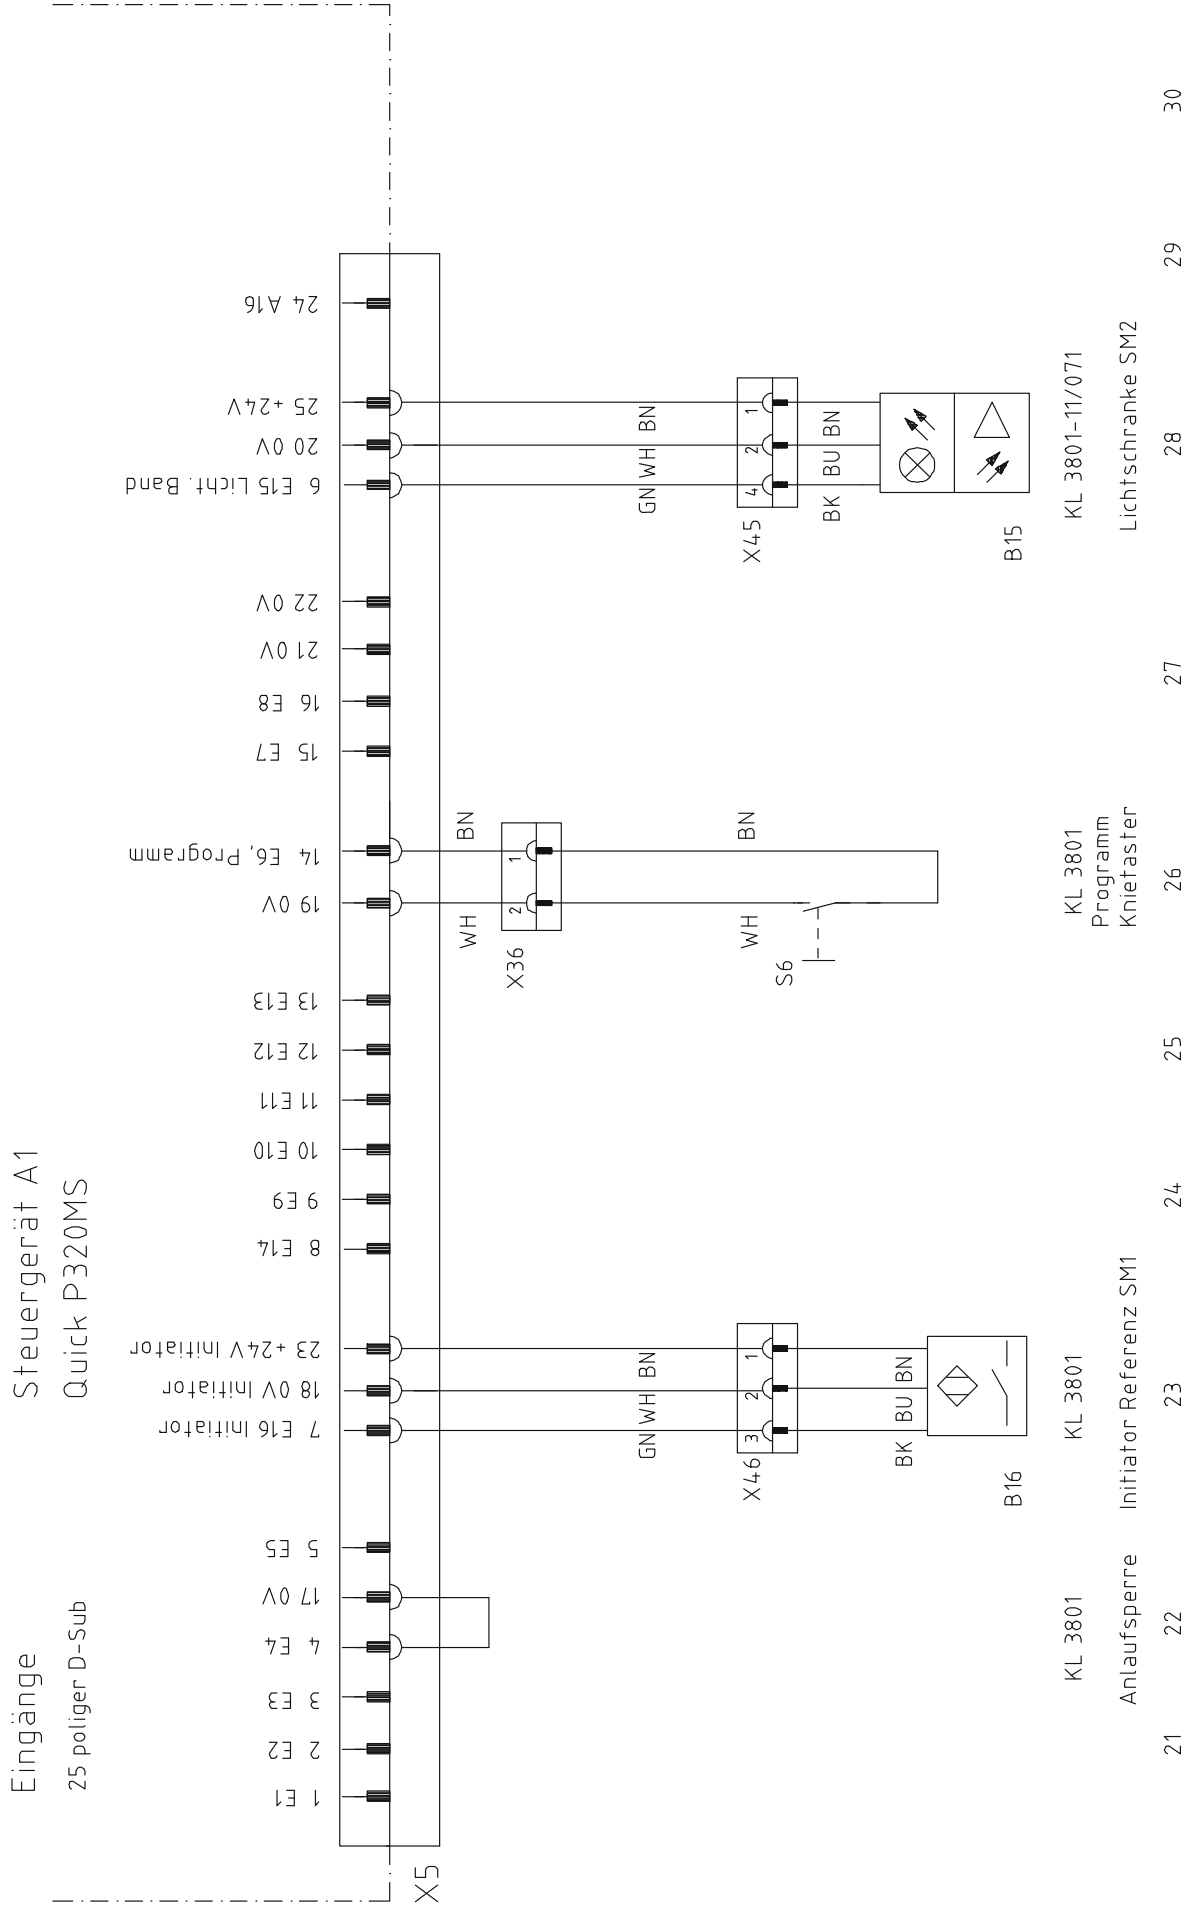 Eingänge
Steuergerät A1
25 poliger D-Sub
Quick P320MS
1 E1
2 E2
3 E3
4 E4
17 0V
5 E5
7 E16 Initiator
18 0V Initiator
23 +24V Initiator
8 E14
9 E9
10 E10
11 E11
12 E12
13 E13
19 0V
14 E6, Programm
15 E7
16 E8
21 0V
22 0V
6 E15 Licht. Band
20 0V
25 +24V
24 A16
X5
WH
BN
X36
2
1
GN
WH
BN
WH
BN
GN
WH
BN
X46
3
2
1
S6
X45
4
2
1
BK
BU
BN
BK
BU
BN
B16
B15
KL 3801
KL 3801
KL 3801
KL 3801-11/071
Programm
Anlaufsperre
Initiator Referenz SM1
Knietaster
Lichtschranke SM2
21
22
23
24
25
26
27
28
29
30